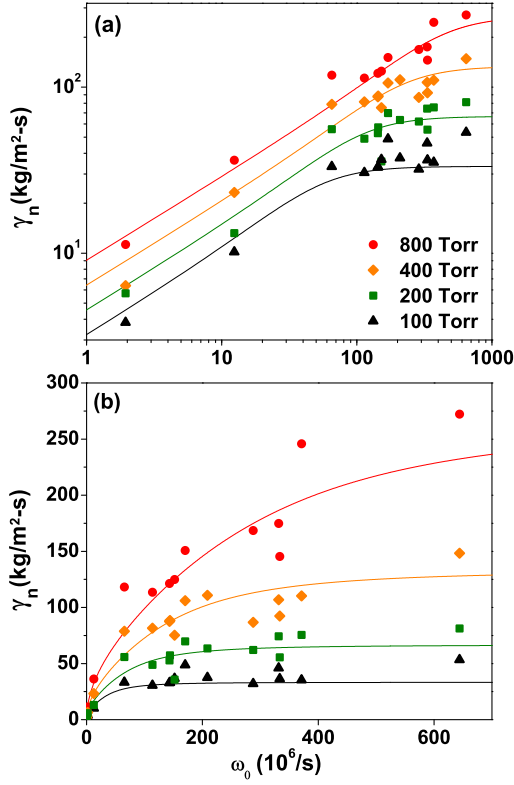 (a)
γn(kg/m²-s)
10²
10¹
800 Torr
400 Torr
200 Torr
100 Torr
1 10 100 1000
(b)
γn(kg/m²-s)
300
250
200
150
100
50
0
0 200 400 600
ω₀ (10⁶/s)